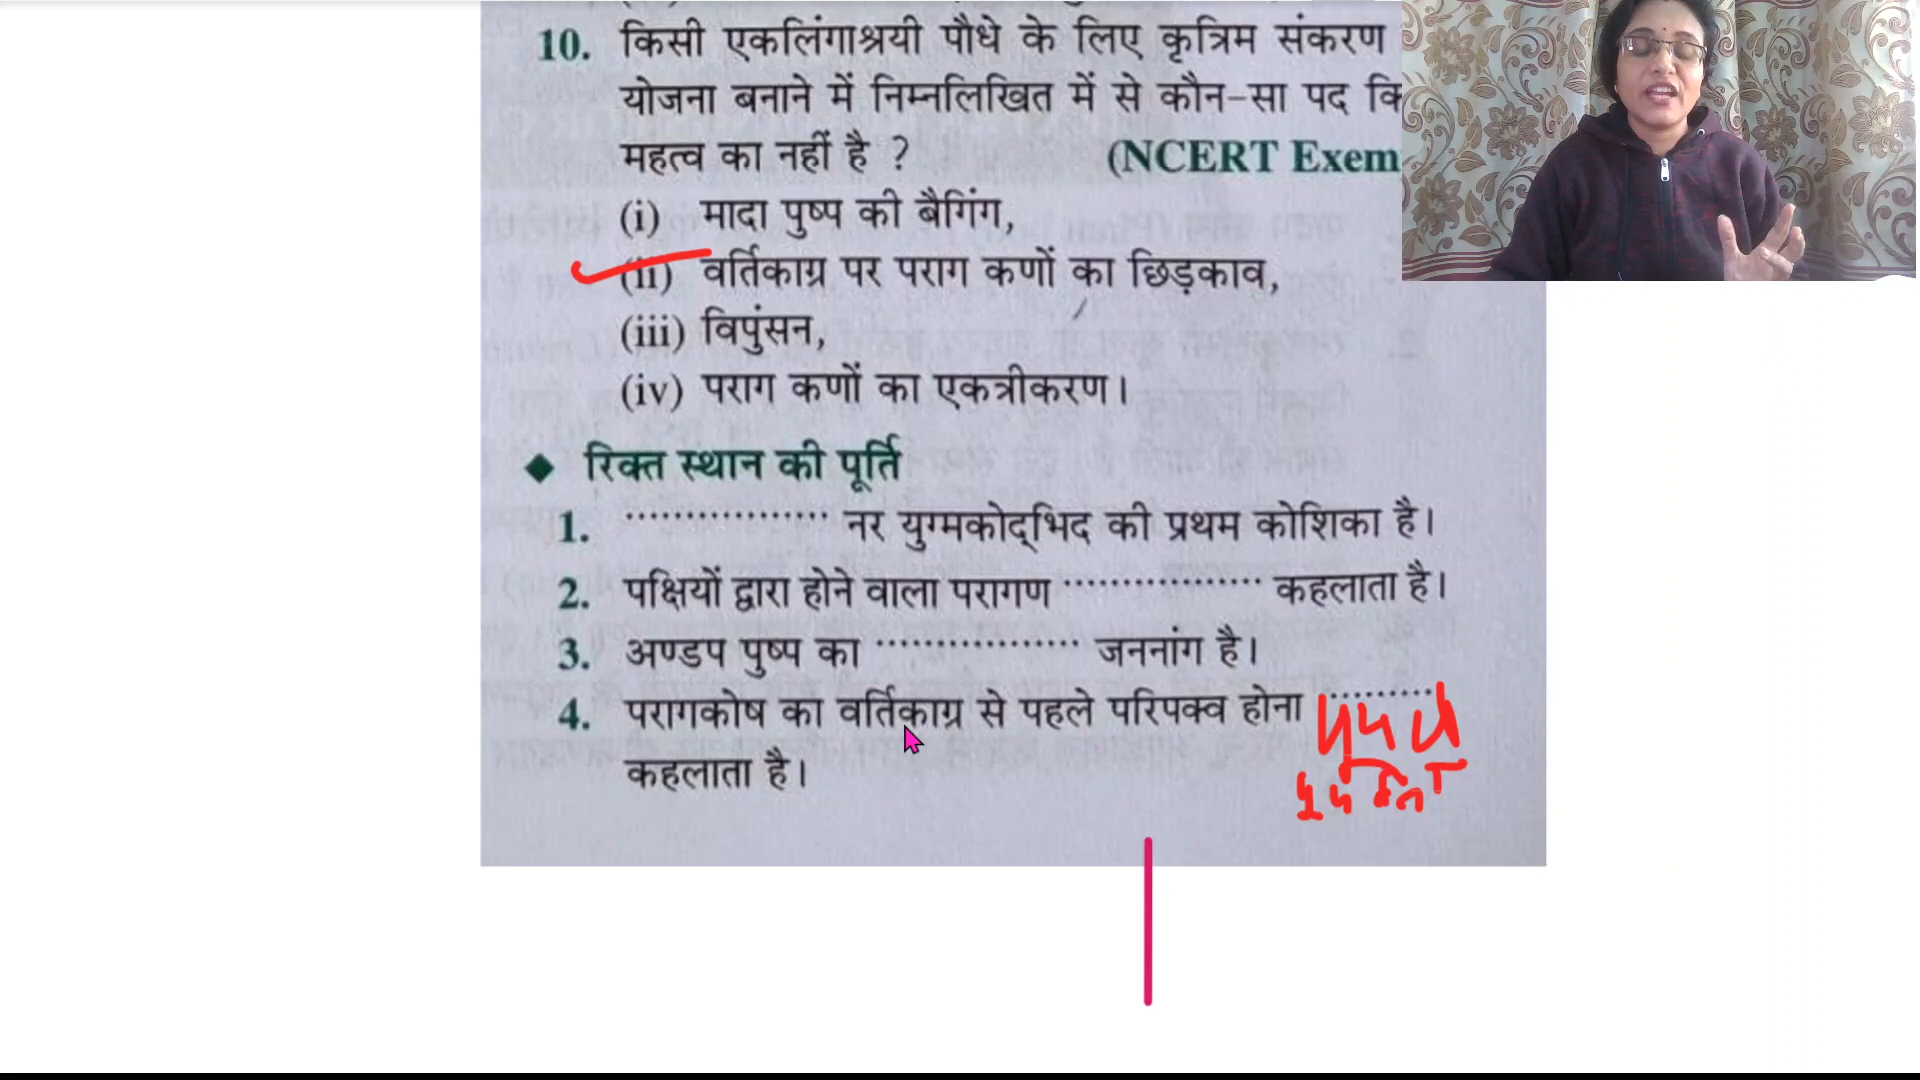 10. किसी एकलिंगाश्रयी पौधे के लिए कृत्रिम संकरण
योजना बनाने में निम्नलिखित में से कौन-सा पद कि
महत्व का नहीं है ?
(NCERT Exem
(i) मादा पुष्प की बैगिंग,
(ii) वर्तिकाग्र पर पराग कणों का छिड़काव,
(iii) विपुंसन,
(iv) पराग कणों का एकत्रीकरण।
◆ रिक्त स्थान की पूर्ति
1. .................. नर युग्मकोद्भिद की प्रथम कोशिका है।
2. पक्षियों द्वारा होने वाला परागण .................. कहलाता है।
3. अण्डप पुष्प का .................. जननांग है।
4. परागकोष का वर्तिकाग्र से पहले परिपक्व होना ..........
कहलाता है।